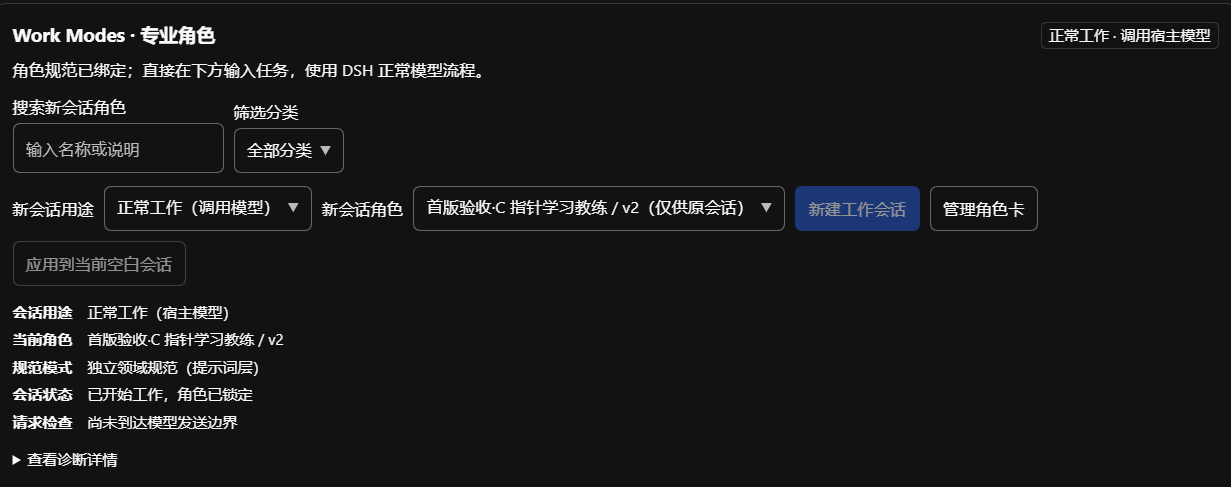 Work Modes · 专业角色
正常工作 · 调用宿主模型
角色规范已绑定；直接在下方输入任务，使用 DSH 正常模型流程。
搜索新会话角色
筛选分类
输入名称或说明
全部分类 ▼
新会话用途 正常工作（调用模型） ▼ 新会话角色 首版验收·C 指针学习教练 / v2（仅供原会话） ▼ 新建工作会话 管理角色卡
应用到当前空白会话
会话用途 正常工作（宿主模型）
当前角色 首版验收·C 指针学习教练 / v2
规范模式 独立领域规范（提示词层）
会话状态 已开始工作，角色已锁定
请求检查 尚未到达模型发送边界
▶ 查看诊断详情